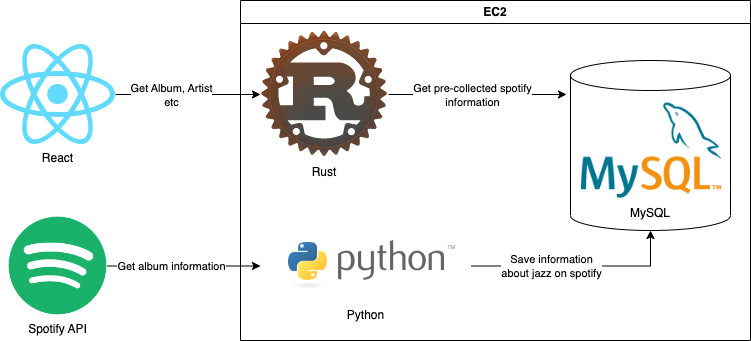 EC2
Get Album, Artist
etc
Get pre-collected spotify
information
React
Rust
MySQL™
MySQL
Get album information
python™
Save information
about jazz on spotify
Spotify API
Python